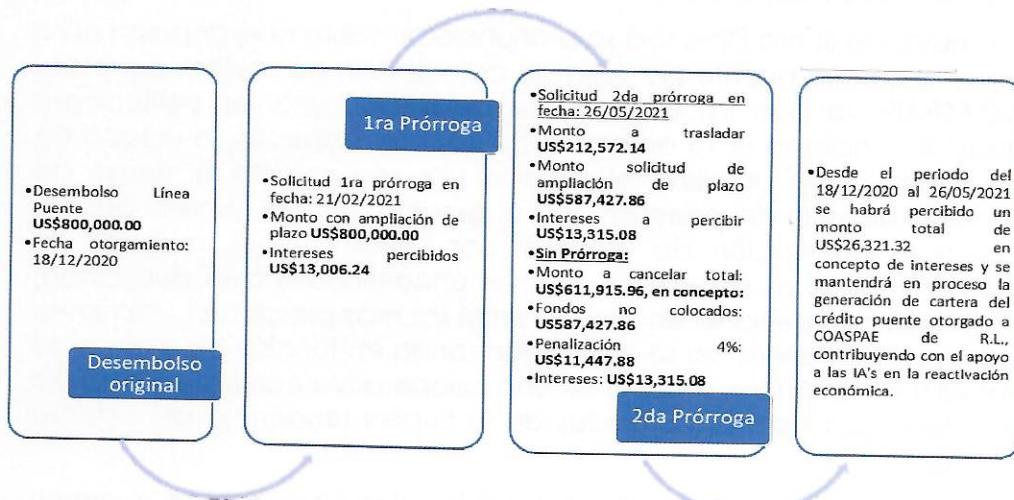 •Desembolso Línea
Puente
US$800,000.00
•Fecha otorgamiento:
18/12/2020
Desembolso
original
1ra Prórroga
•Solicitud 1ra prórroga en
fecha: 21/02/2021
•Monto con ampliación de
plazo US$800,000.00
•Intereses percibidos
US$13,006.24
•Solicitud 2da prórroga en
fecha: 26/05/2021
•Monto a trasladar
US$212,572.14
•Monto solicitud de
ampliación de plazo
US$587,427.86
•Intereses a percibir
US$13,315.08
•Sin Prórroga:
•Monto a cancelar total:
US$611,915.96, en concepto:
•Fondos no colocados:
US587,427.86
•Penalización 4%:
US$11,447.88
•Intereses: US$13,315.08
2da Prórroga
•Desde el periodo del
18/12/2020 al 26/05/2021
se habrá percibido un
monto total de
US$26,321.32 en
concepto de intereses y se
mantendrá en proceso la
generación de cartera del
crédito puente otorgado a
COASPAE de R.L.,
contribuyendo con el apoyo
a las IA's en la reactivación
económica.